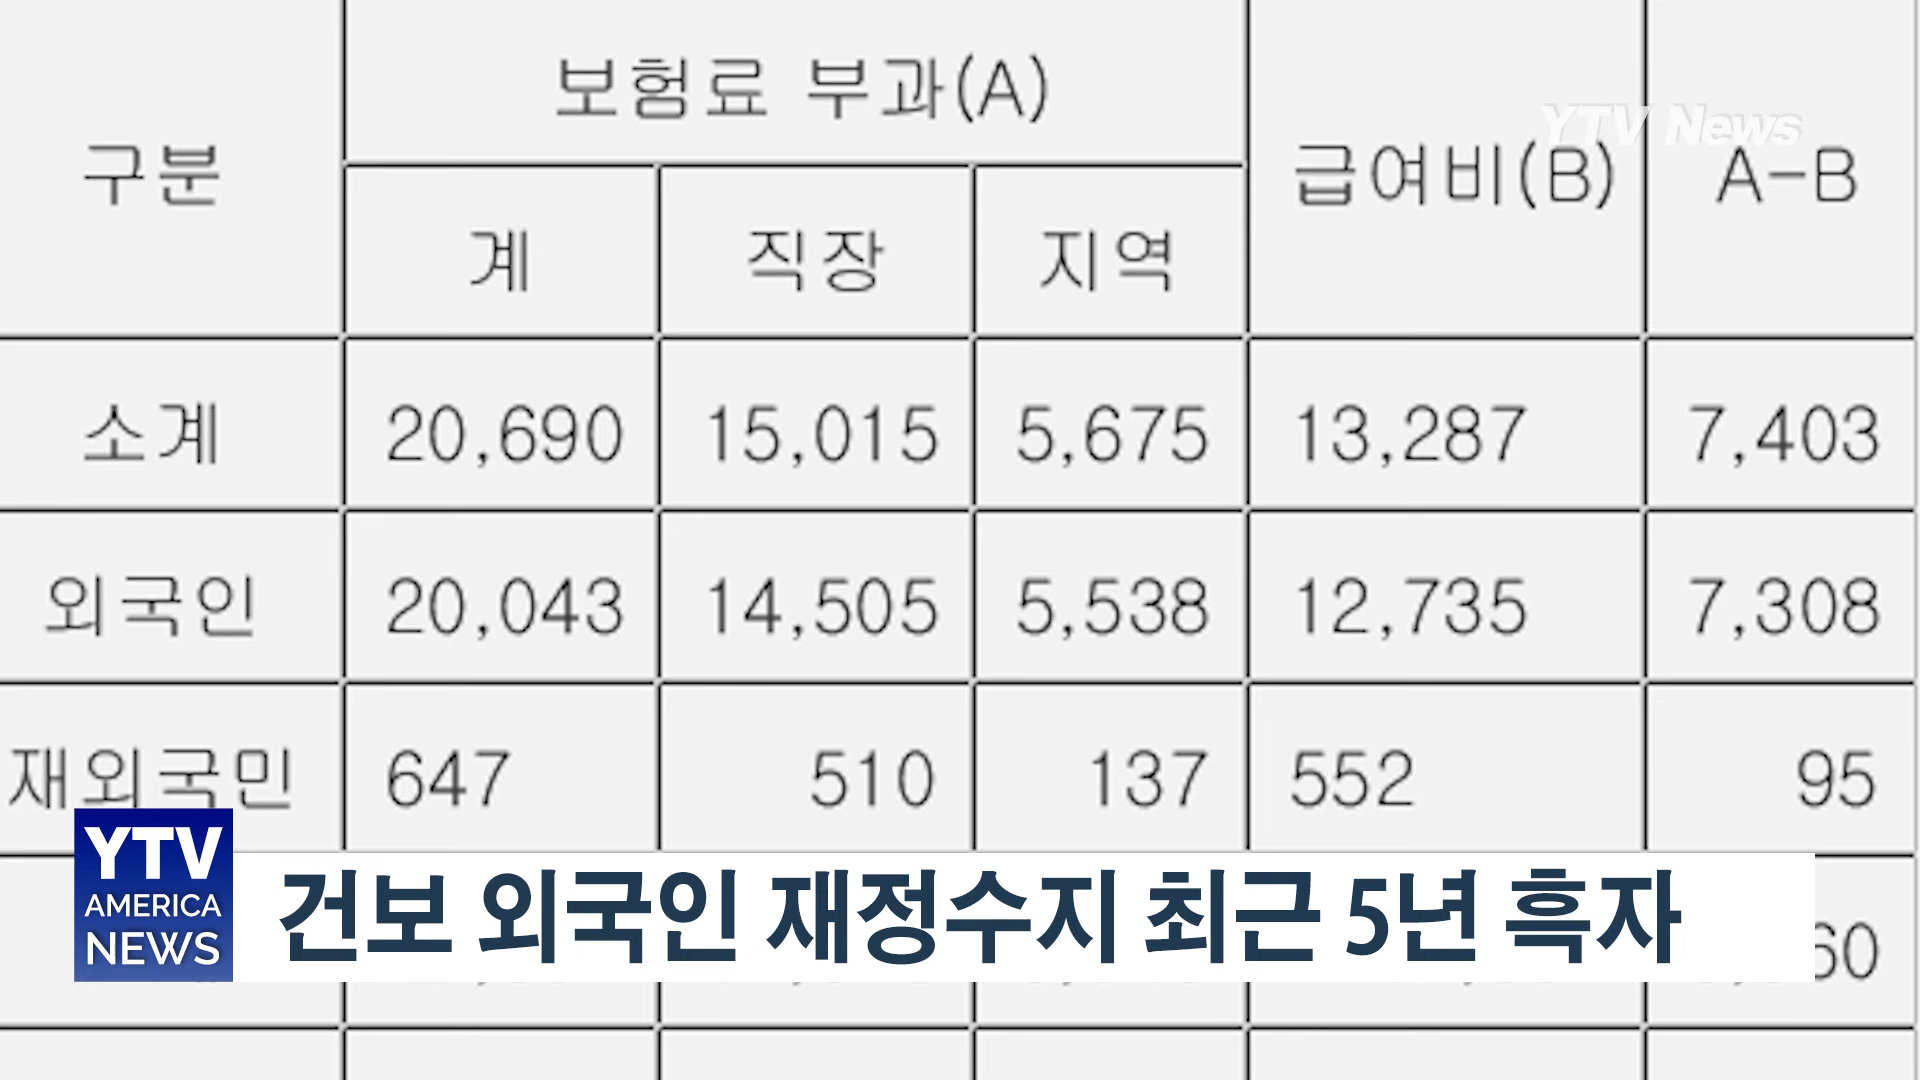 보험료 부과(A)
YTV News
구분
급여비(B)
A-B
계
직장
지역
소계
20,690
15,015
5,675
13,287
7,403
외국인
20,043
14,505
5,538
12,735
7,308
재외국민
647
510
137
552
95
YTV
AMERICA
NEWS
건보 외국인 재정수지 최근 5년 흑자